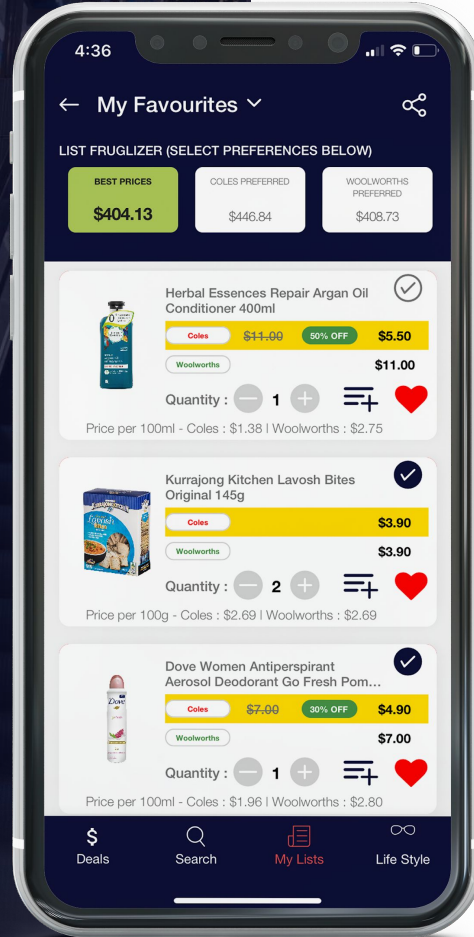 4:36
My Favourites
LIST FRUGLIZER (SELECT PREFERENCES BELOW)
BEST PRICES
$404.13
COLES PREFERRED
$446.84
WOOLWORTHS
PREFERRED
$408.73
Herbal Essences Repair Argan Oil
Conditioner 400ml
Coles $11.00 50% OFF $5.50
Woolworths $11.00
Quantity : 1
Price per 100ml - Coles : $1.38 | Woolworths : $2.75
Kurrajong Kitchen Lavosh Bites
Original 145g
KURRAJONG KITCHEN
Lavosh
Coles $3.90
Woolworths $3.90
Quantity : 2
Price per 100g - Coles : $2.69 | Woolworths : $2.69
Dove Women Antiperspirant
Aerosol Deodorant Go Fresh Pom...
Dove
Coles $7.00 30% OFF $4.90
Woolworths $7.00
Quantity : 1
Price per 100ml - Coles : $1.96 | Woolworths : $2.80
$
Deals
Search
My Lists
Life Style